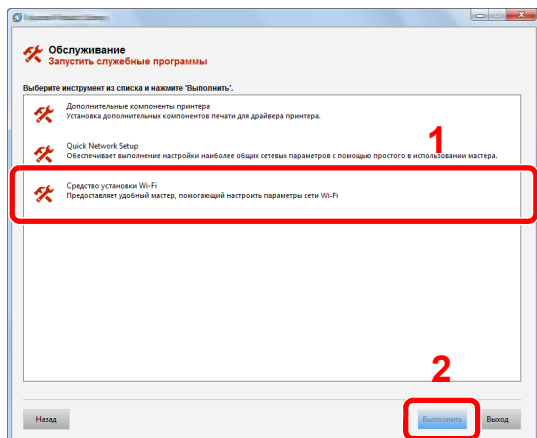 Обслуживание
Запустить служебные программы
Выберите инструмент из списка и нажмите 'Выполнить'.
Дополнительные компоненты принтера
Установка дополнительных компонентов печати для драйвера принтера.
1
Quick Network Setup
Обеспечивает выполнение настройки наиболее общих сетевых параметров с помощью простого в использовании мастера.
Средство установки Wi-Fi
Предоставляет удобный мастер, помогающий настроить параметры сети Wi-Fi
2
Назад
Выполнить
Выход